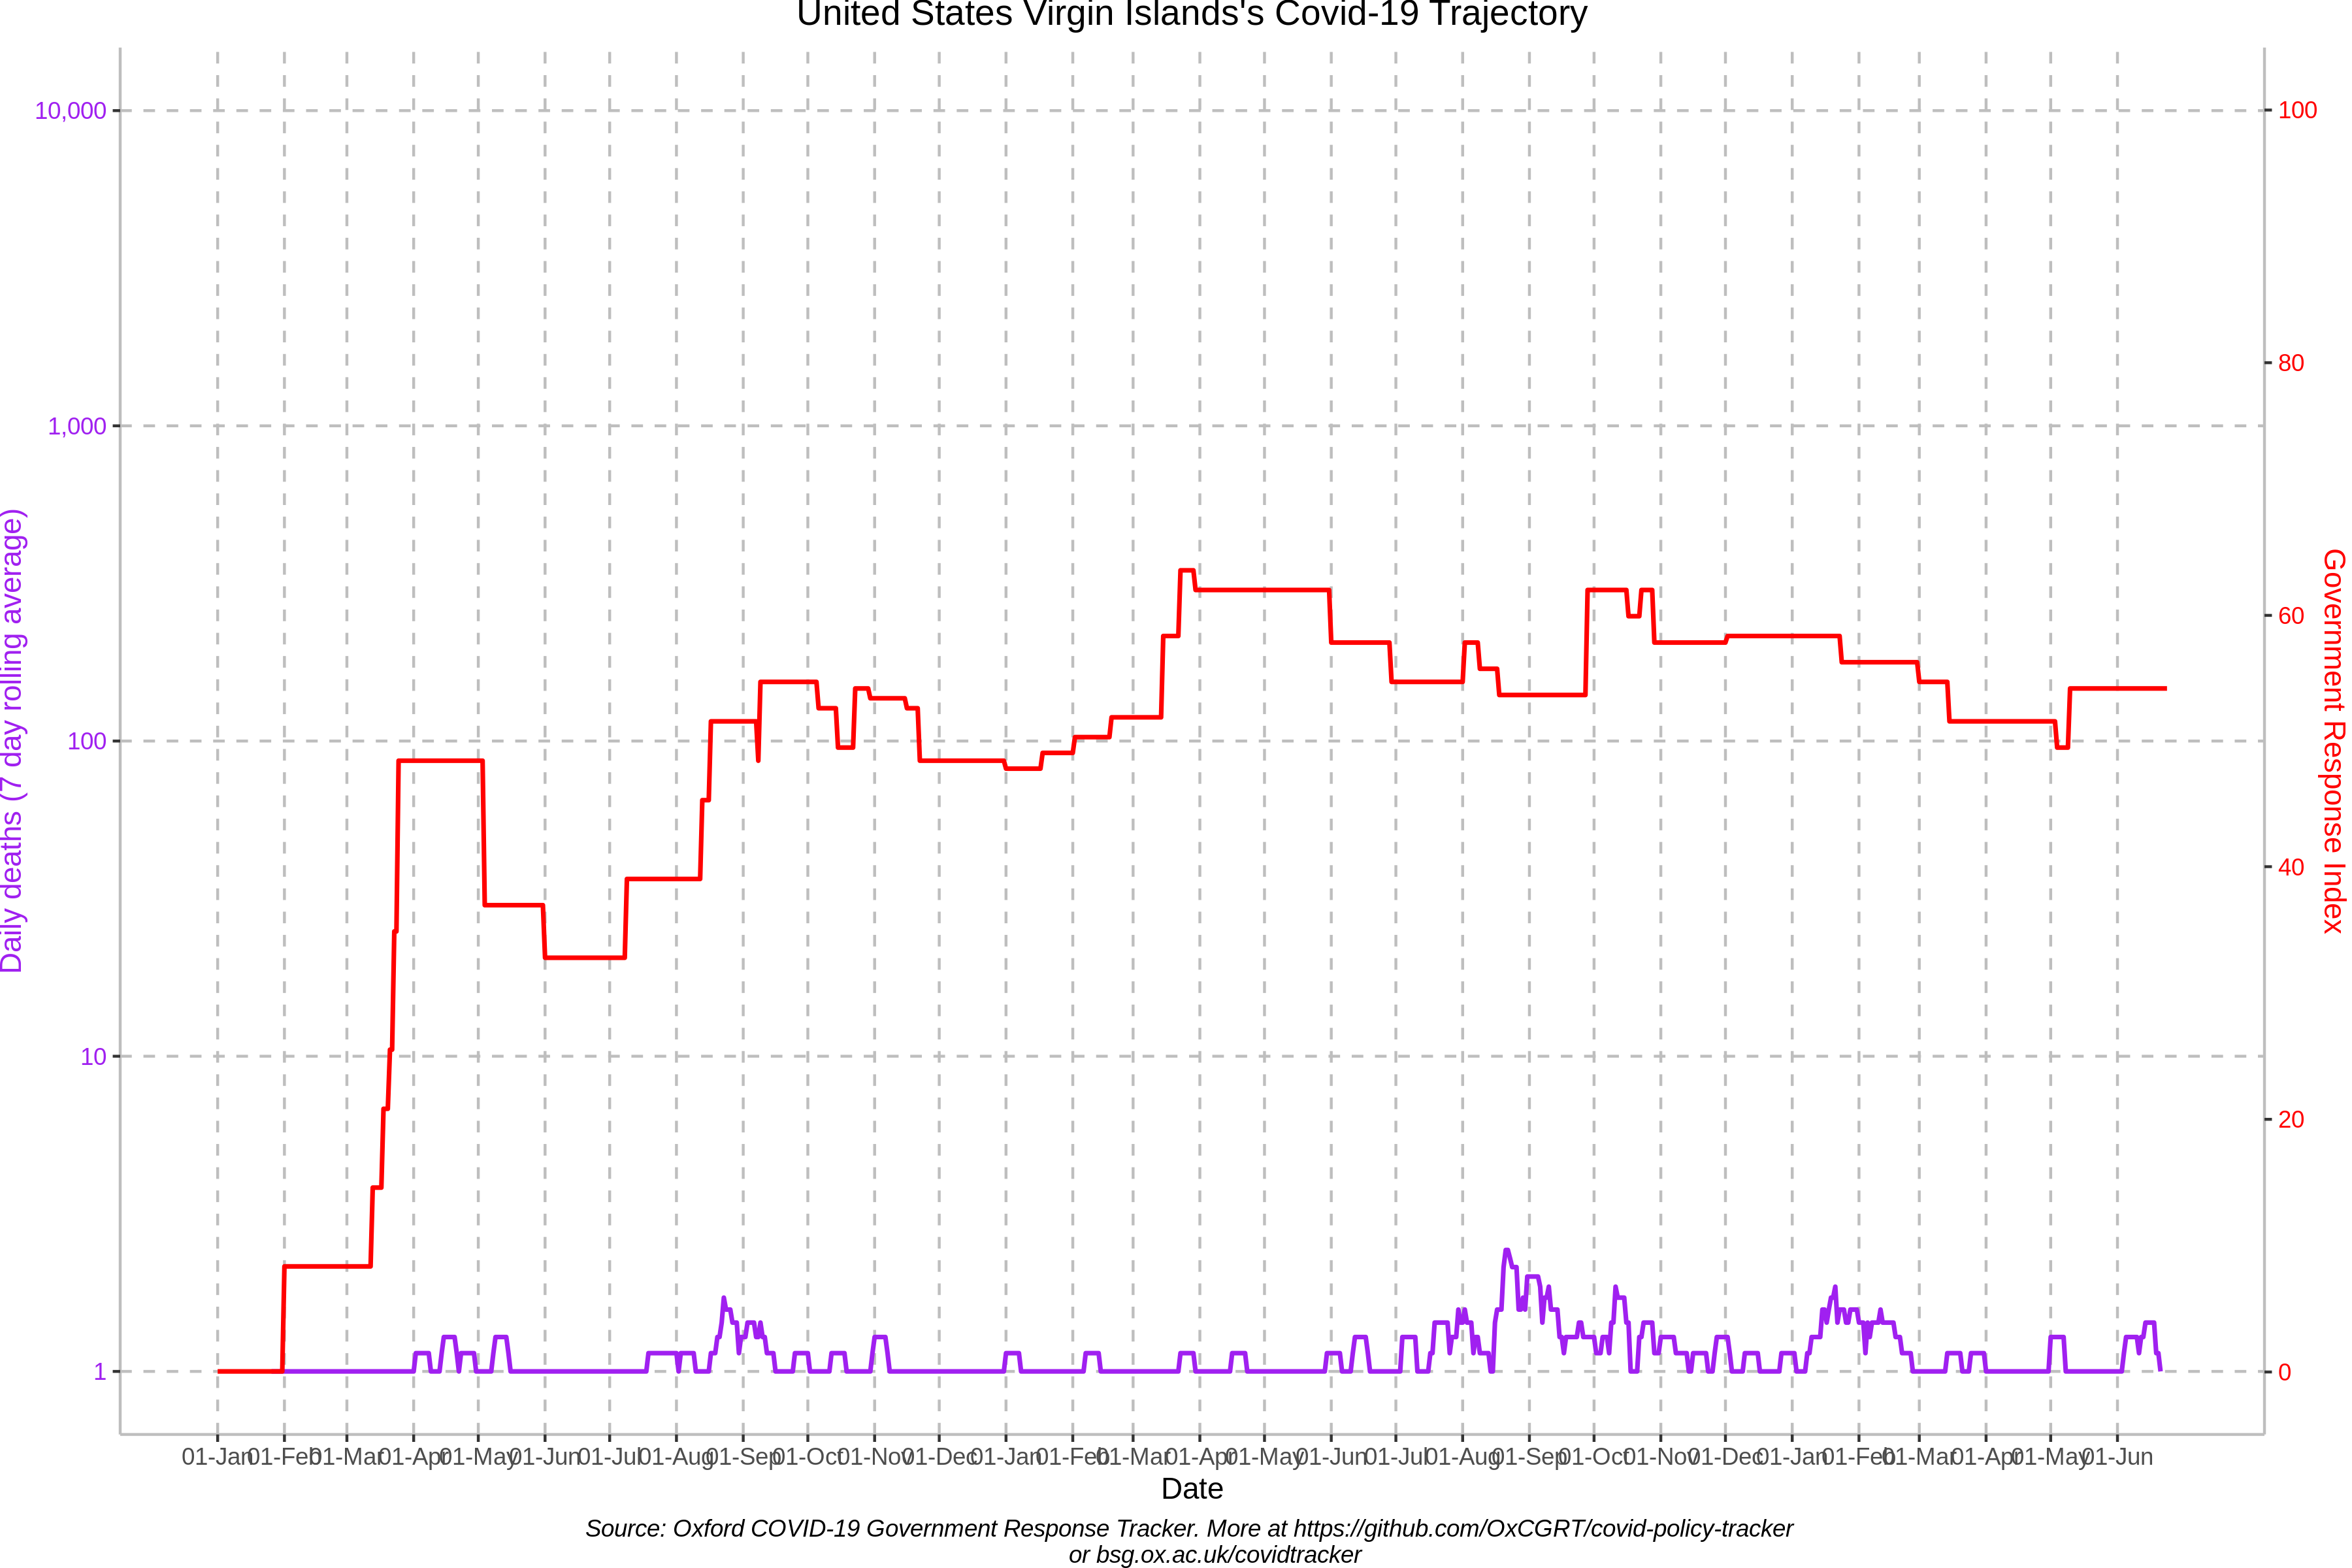 United States Virgin Islands's Covid-19 Trajectory
10,000
1,000
100
10
1
Daily deaths (7 day rolling average)
100
80
60
40
20
0
Government Response Index
01-Jan 01-Feb 01-Mar 01-Apr 01-May 01-Jun 01-Jul 01-Aug 01-Sep 01-Oct 01-Nov 01-Dec 01-Jan 01-Feb 01-Mar 01-Apr 01-May 01-Jun 01-Jul 01-Aug 01-Sep 01-Oct 01-Nov 01-Dec 01-Jan 01-Feb 01-Mar 01-Apr 01-May 01-Jun
Date
Source: Oxford COVID-19 Government Response Tracker. More at https://github.com/OxCGRT/covid-policy-tracker
or bsg.ox.ac.uk/covidtracker